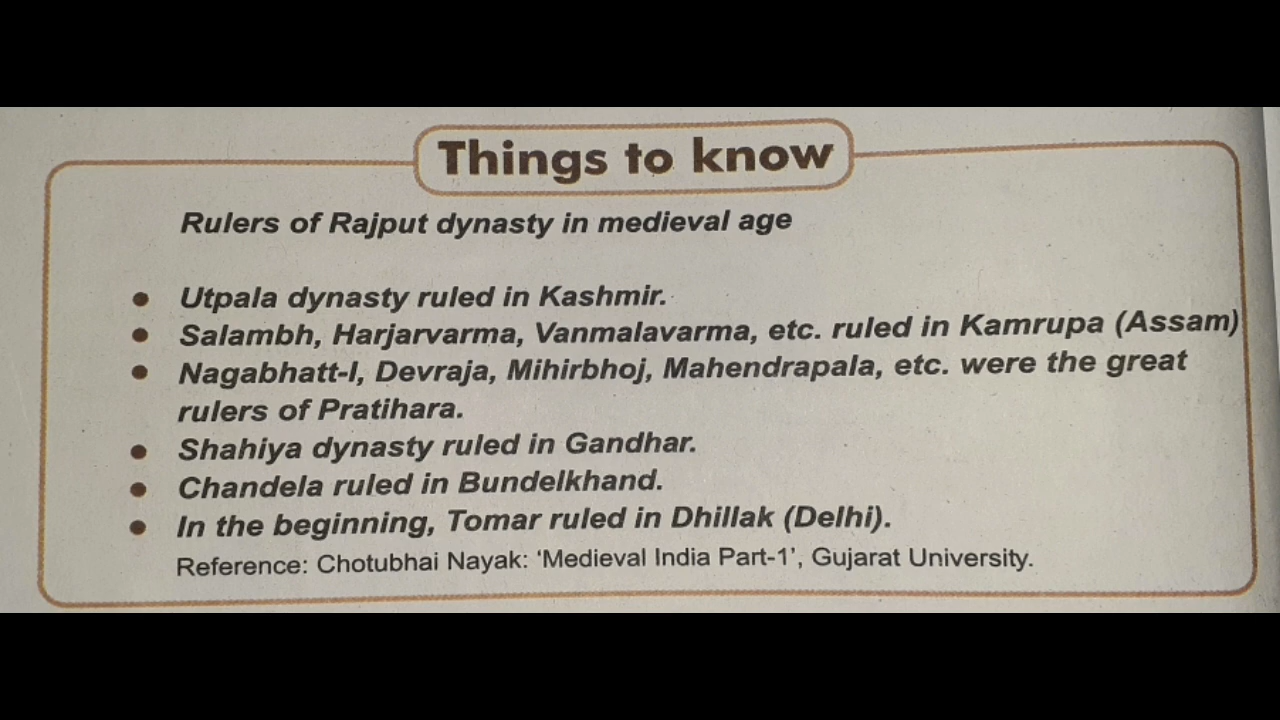 Things to know
Rulers of Rajput dynasty in medieval age
• Utpala dynasty ruled in Kashmir.
• Salambh, Harjarvarma, Vanmalavarma, etc. ruled in Kamrupa (Assam)
• Nagabhatt-I, Devraja, Mihirbhoj, Mahendrapala, etc. were the great
rulers of Pratihara.
• Shahiya dynasty ruled in Gandhar.
• Chandela ruled in Bundelkhand.
• In the beginning, Tomar ruled in Dhillak (Delhi).
Reference: Chotubhai Nayak: ‘Medieval India Part-1’, Gujarat University.